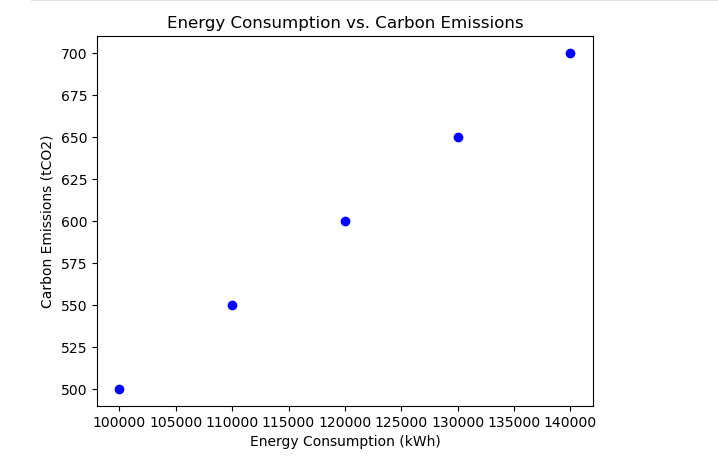 Energy Consumption vs. Carbon Emissions
700
675
650
625
600
575
550
525
500
Carbon Emissions (tCO2)
100000 105000 110000 115000 120000 125000 130000 135000 140000
Energy Consumption (kWh)